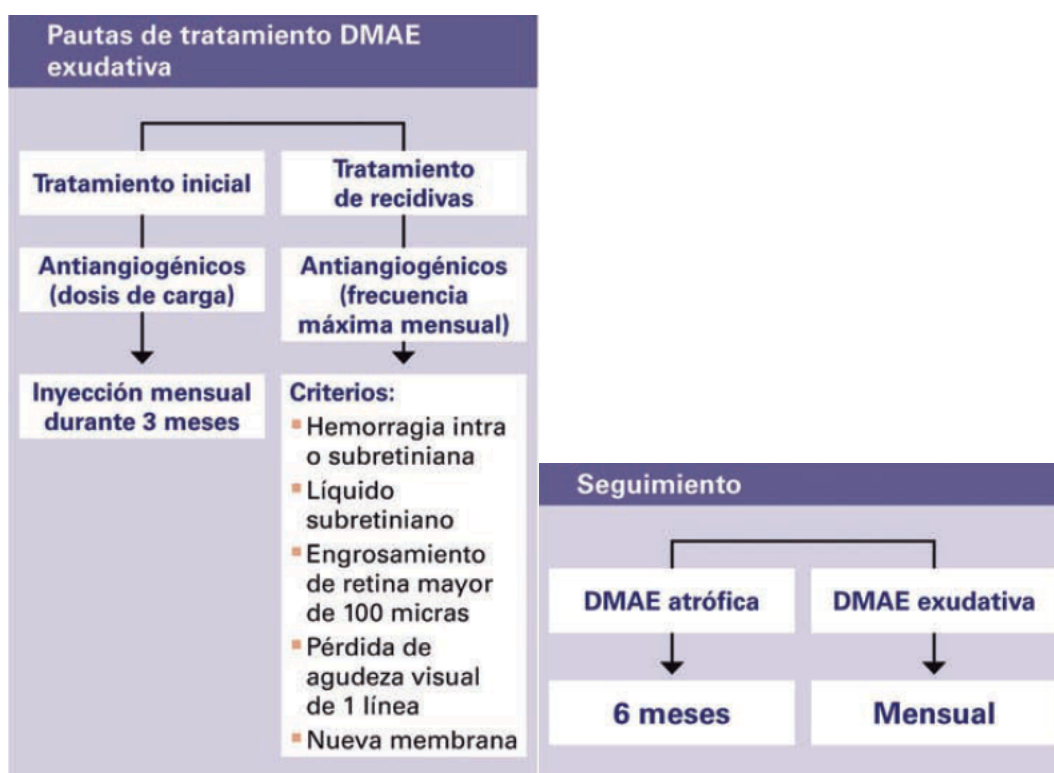 Pautas de tratamiento DMAE
exudativa
Tratamiento inicial
Antiangiogénicos
(dosis de carga)
Inyección mensual
durante 3 meses
Tratamiento
de recidivas
Antiangiogénicos
(frecuencia
máxima mensual)
Criterios:
▪ Hemorragia intra
o subretiniana
▪ Líquido
subretiniano
▪ Engrosamiento
de retina mayor
de 100 micras
▪ Pérdida de
agudeza visual
de 1 línea
▪ Nueva membrana
Seguimiento
DMAE atrófica
6 meses
DMAE exudativa
Mensual